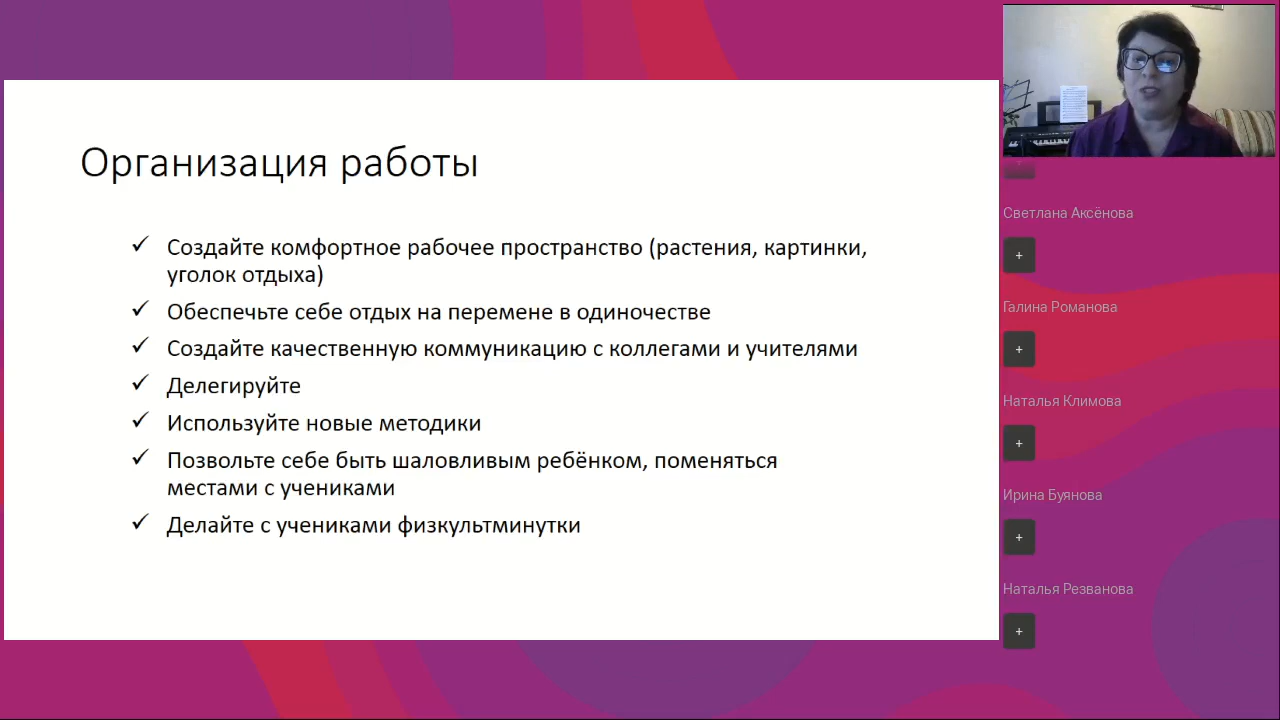 Организация работы
Создайте комфортное рабочее пространство (растения, картинки,
уголок отдыха)
Обеспечьте себе отдых на перемене в одиночестве
Создайте качественную коммуникацию с коллегами и учителями
Делегируйте
Используйте новые методики
Позвольте себе быть шаловливым ребёнком, поменяться
местами с учениками
Делайте с учениками физкультминутки
+
Светлана Аксёнова
+
Галина Романова
+
Наталья Климова
+
Ирина Буянова
+
Наталья Резванова
+